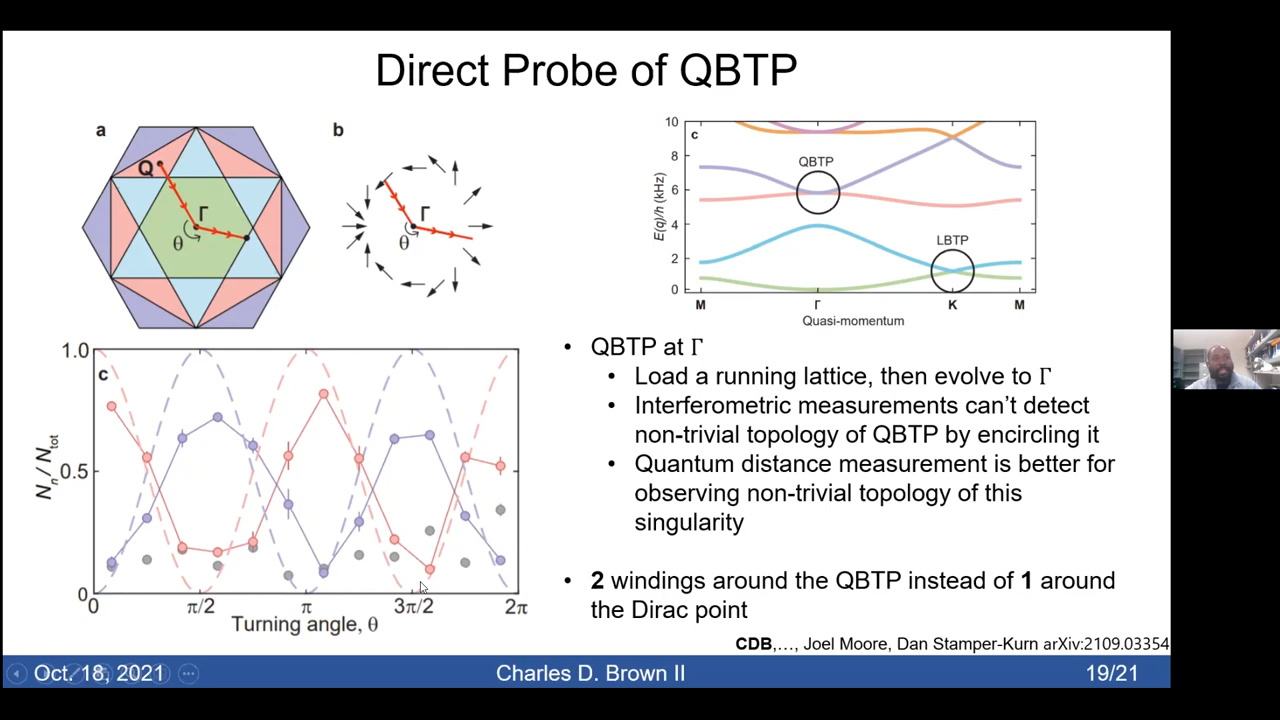 Direct Probe of QBTP
a
Q
Γ
θ
b
Γ
θ
c
10
8
6
4
2
0
E(q)/h (kHz)
QBTP
LBTP
M
Γ
K
M
Quasi-momentum
c
1.0
0.5
0
N_n / N_tot
0
π/2
π
3π/2
2π
Turning angle, θ
• QBTP at Γ
• Load a running lattice, then evolve to Γ
• Interferometric measurements can't detect
non-trivial topology of QBTP by encircling it
• Quantum distance measurement is better for
observing non-trivial topology of this
singularity
• 2 windings around the QBTP instead of 1 around
the Dirac point
CDB,…, Joel Moore, Dan Stamper-Kurn arXiv:2109.03354
Oct. 18, 2021
Charles D. Brown II
19/21